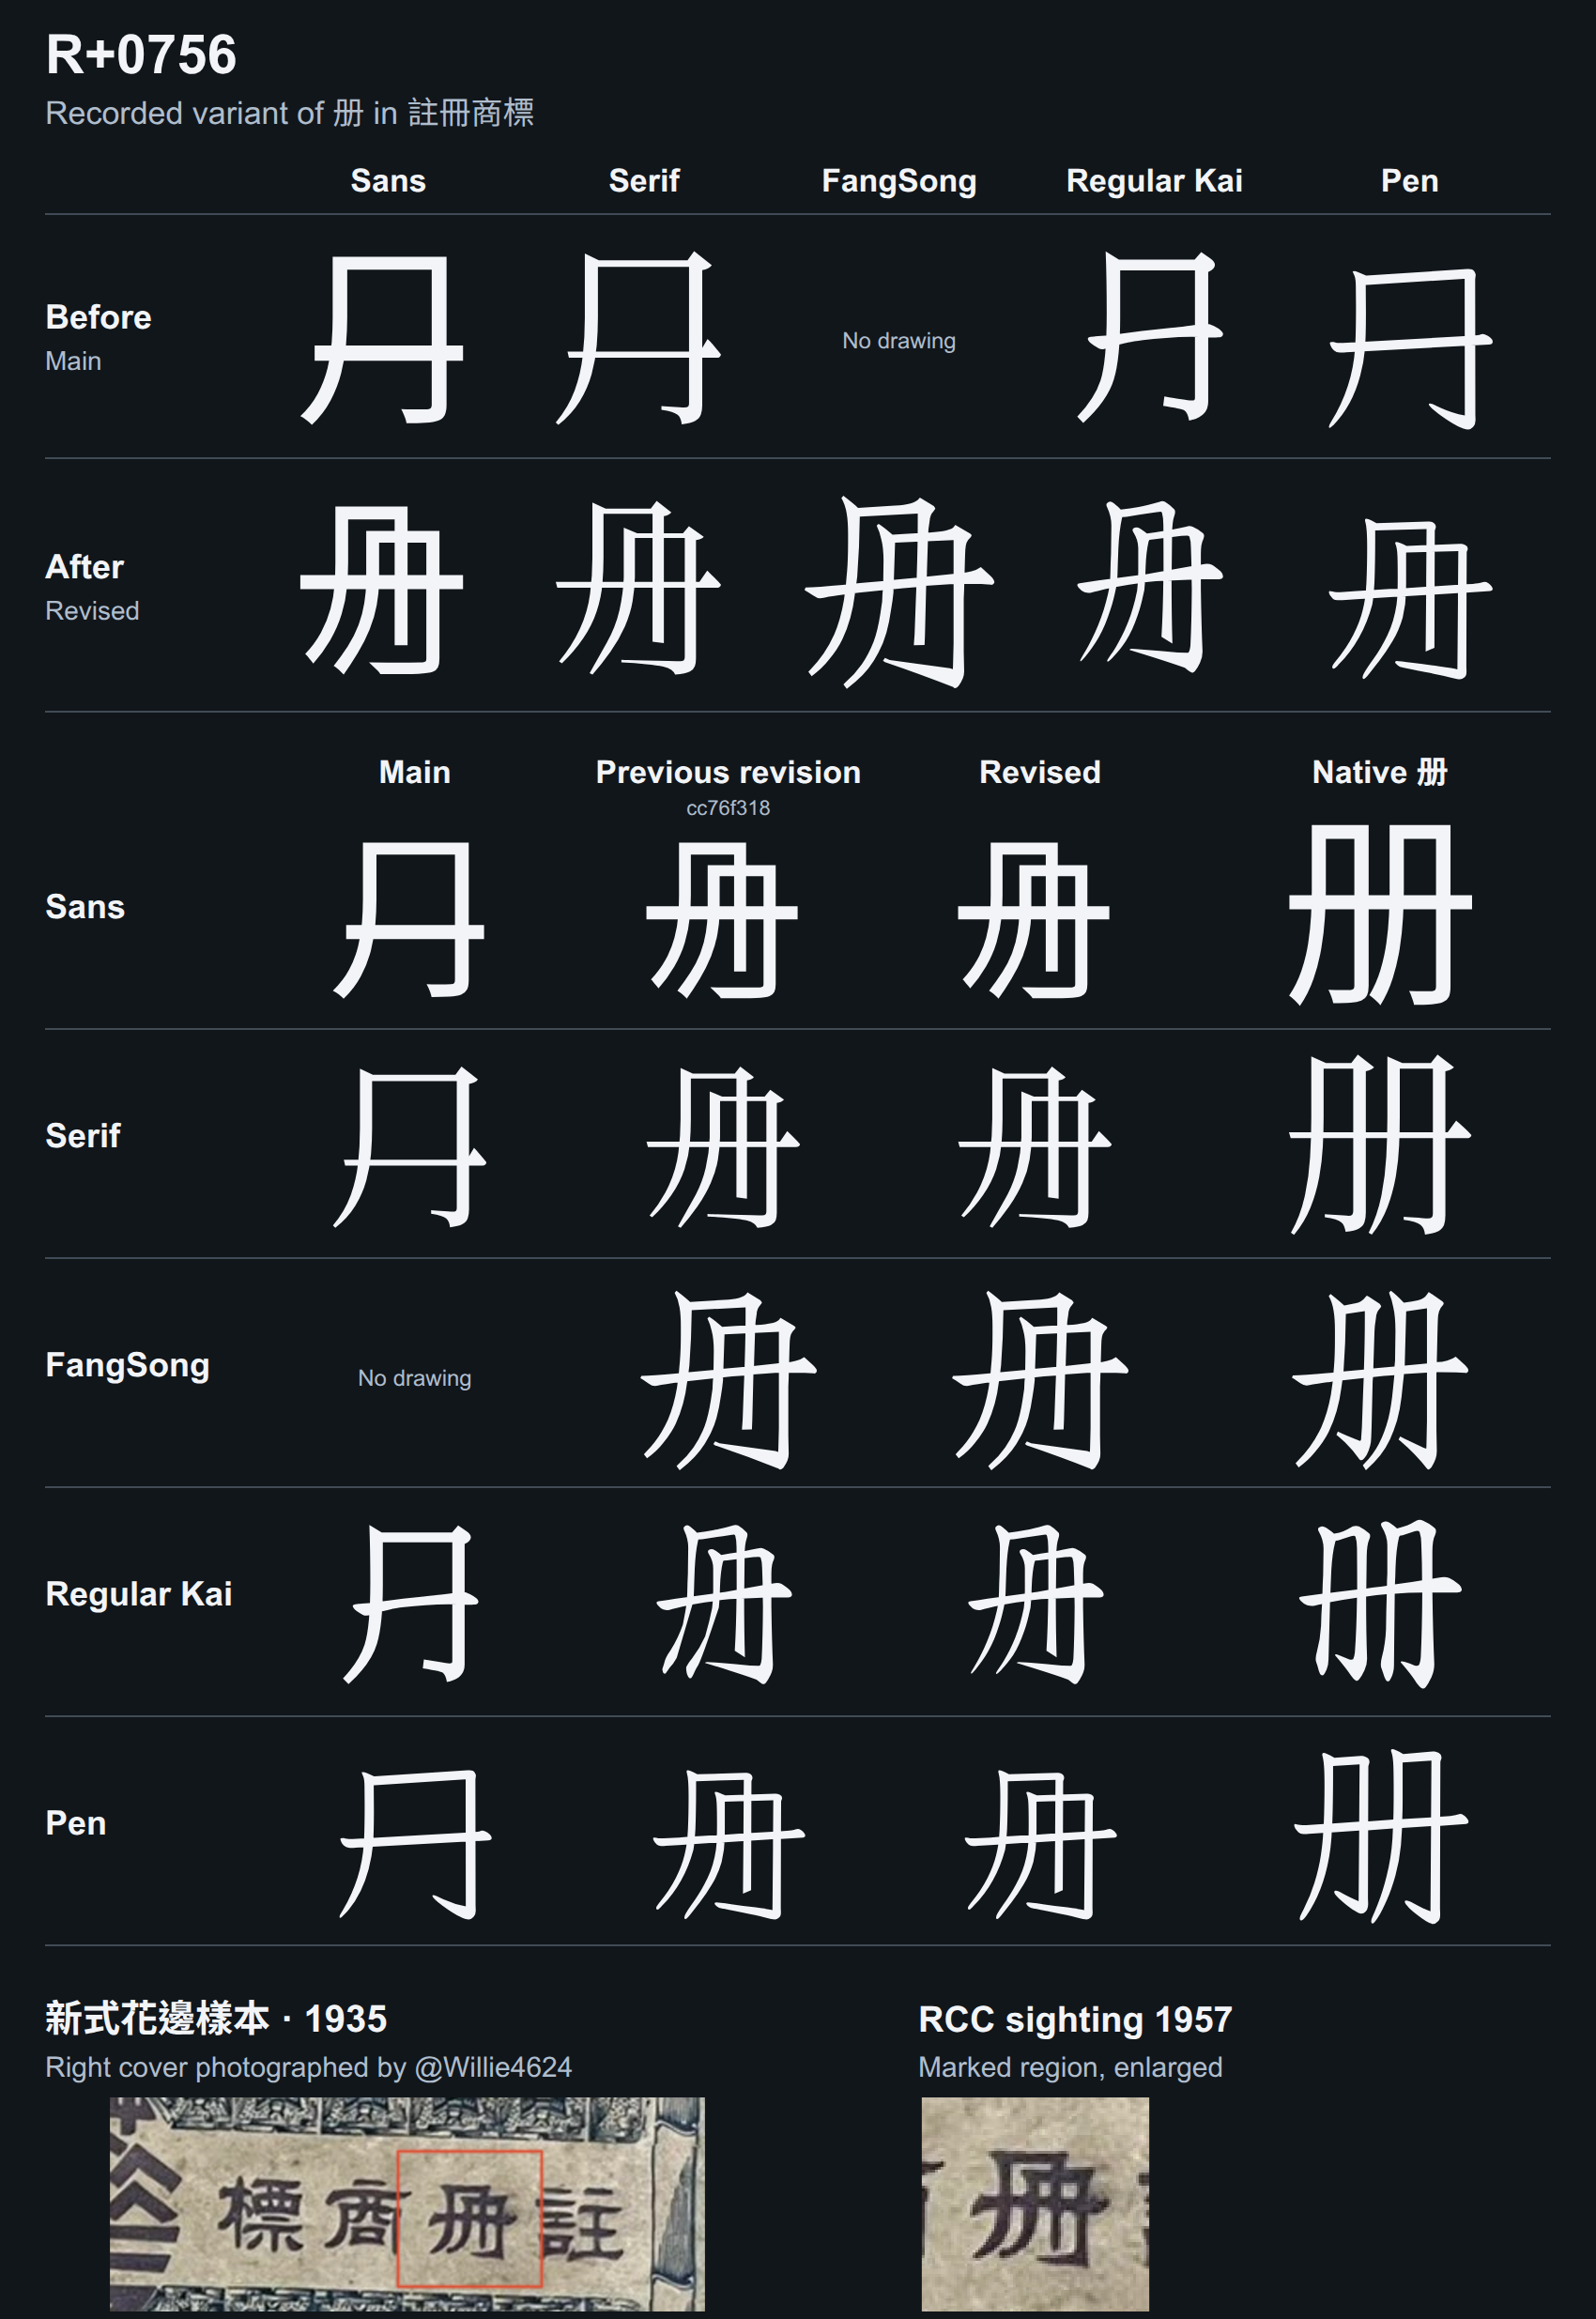 R+0756
Recorded variant of 册 in 註冊商標
Sans Serif FangSong Regular Kai Pen
Before
Main
No drawing
After
Revised
Main Previous revision Revised Native 册
cc76f318
Sans
Serif
FangSong
No drawing
Regular Kai
Pen
新式花邊樣本 · 1935
Right cover photographed by @Willie4624
RCC sighting 1957
Marked region, enlarged
標商冊註